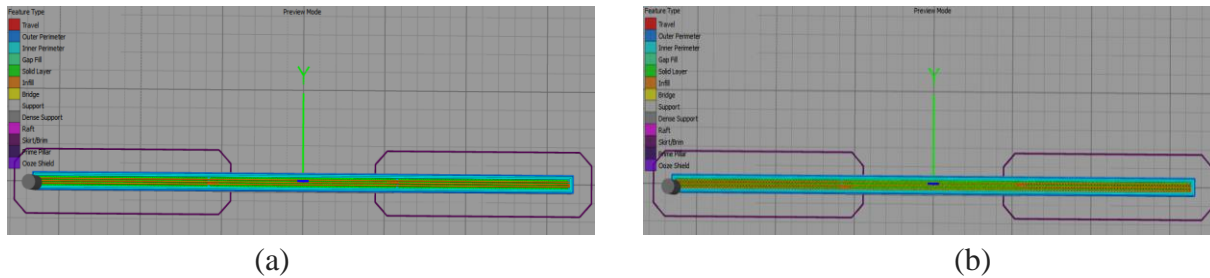 Feature Type
Preview Mode
Travel
Outer Perimeter
Inner Perimeter
Gap Fill
Solid Layer
Infill
Bridge
Support
Dense Support
Raft
Skirt/Brim
Prime Pillar
Ooze Shield
(a)
Feature Type
Preview Mode
Travel
Outer Perimeter
Inner Perimeter
Gap Fill
Solid Layer
Infill
Bridge
Support
Dense Support
Raft
Skirt/Brim
Prime Pillar
Ooze Shield
(b)